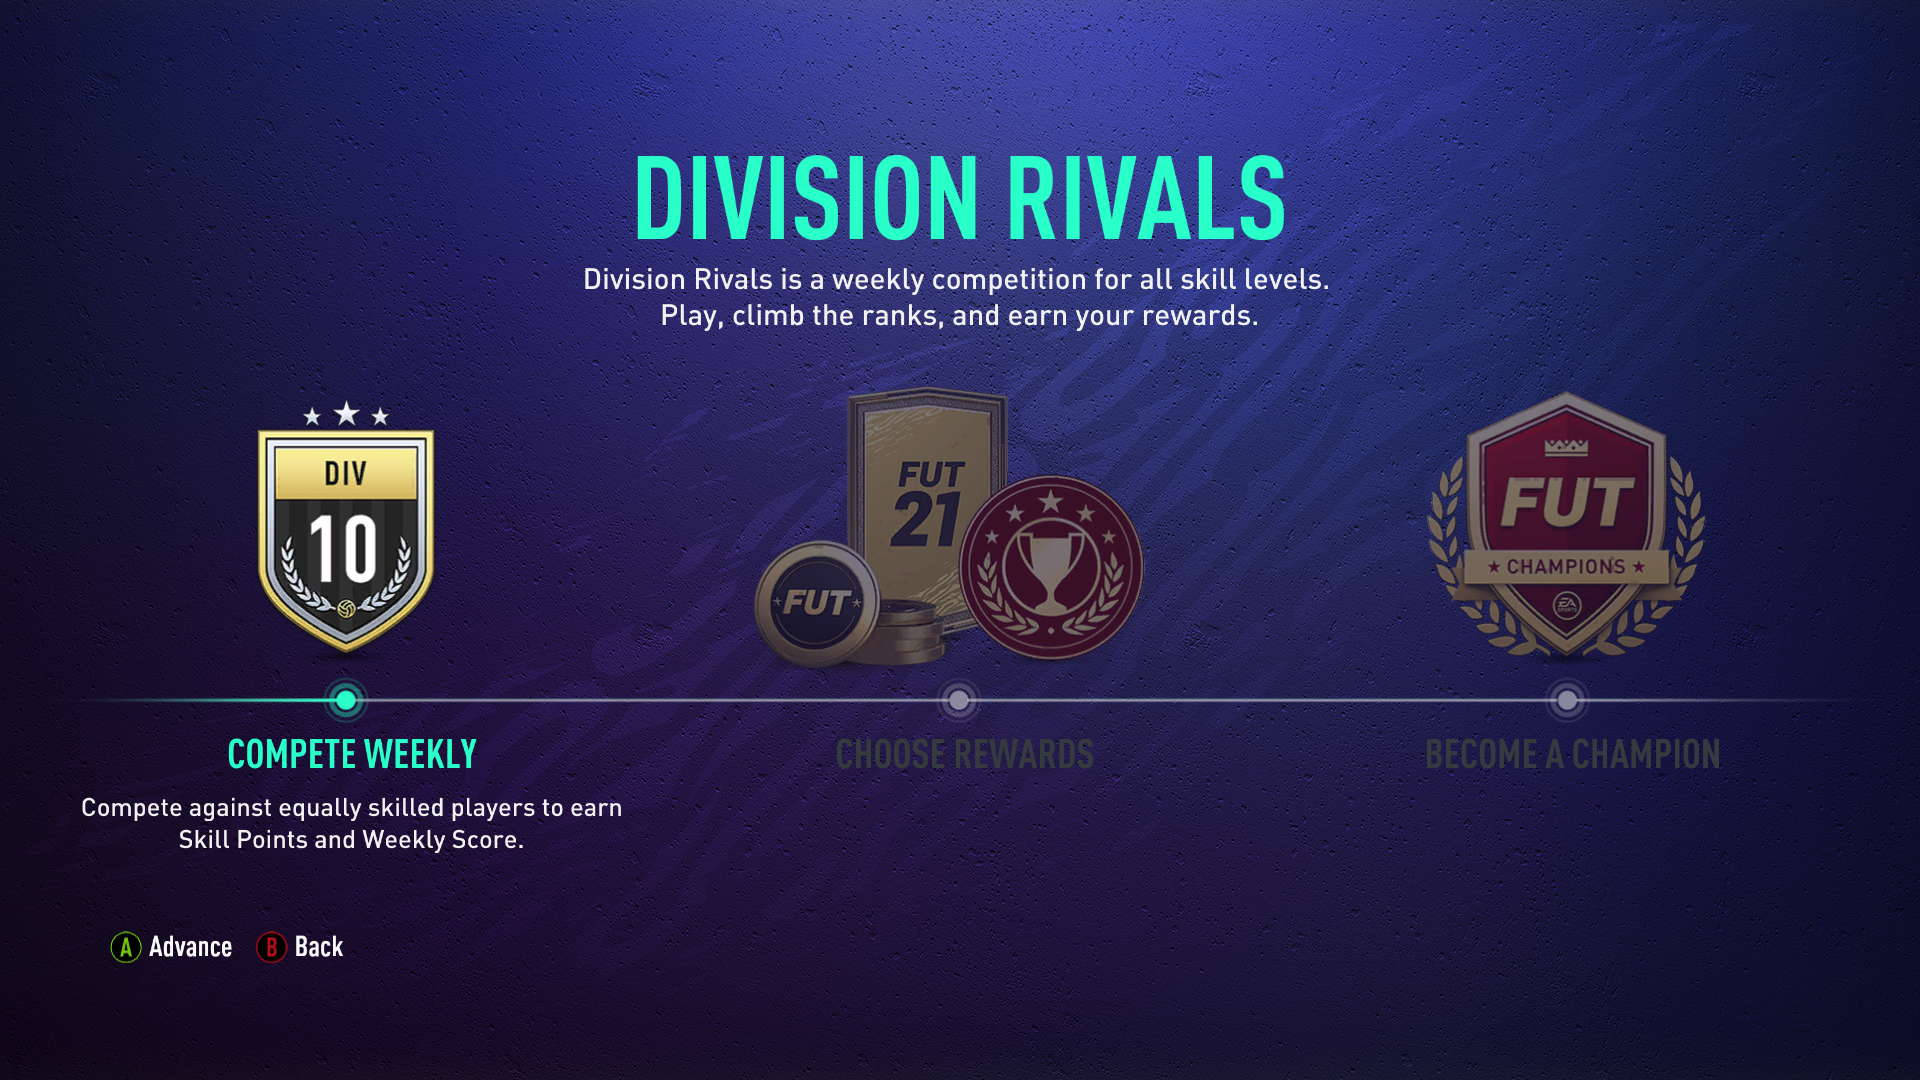 DIVISION RIVALS
Division Rivals is a weekly competition for all skill levels.
Play, climb the ranks, and earn your rewards.
DIV
10
FUT
21
FUT
FUT
CHAMPIONS
EA
SPORTS
COMPETE WEEKLY
CHOOSE REWARDS
BECOME A CHAMPION
Compete against equally skilled players to earn
Skill Points and Weekly Score.
A Advance B Back